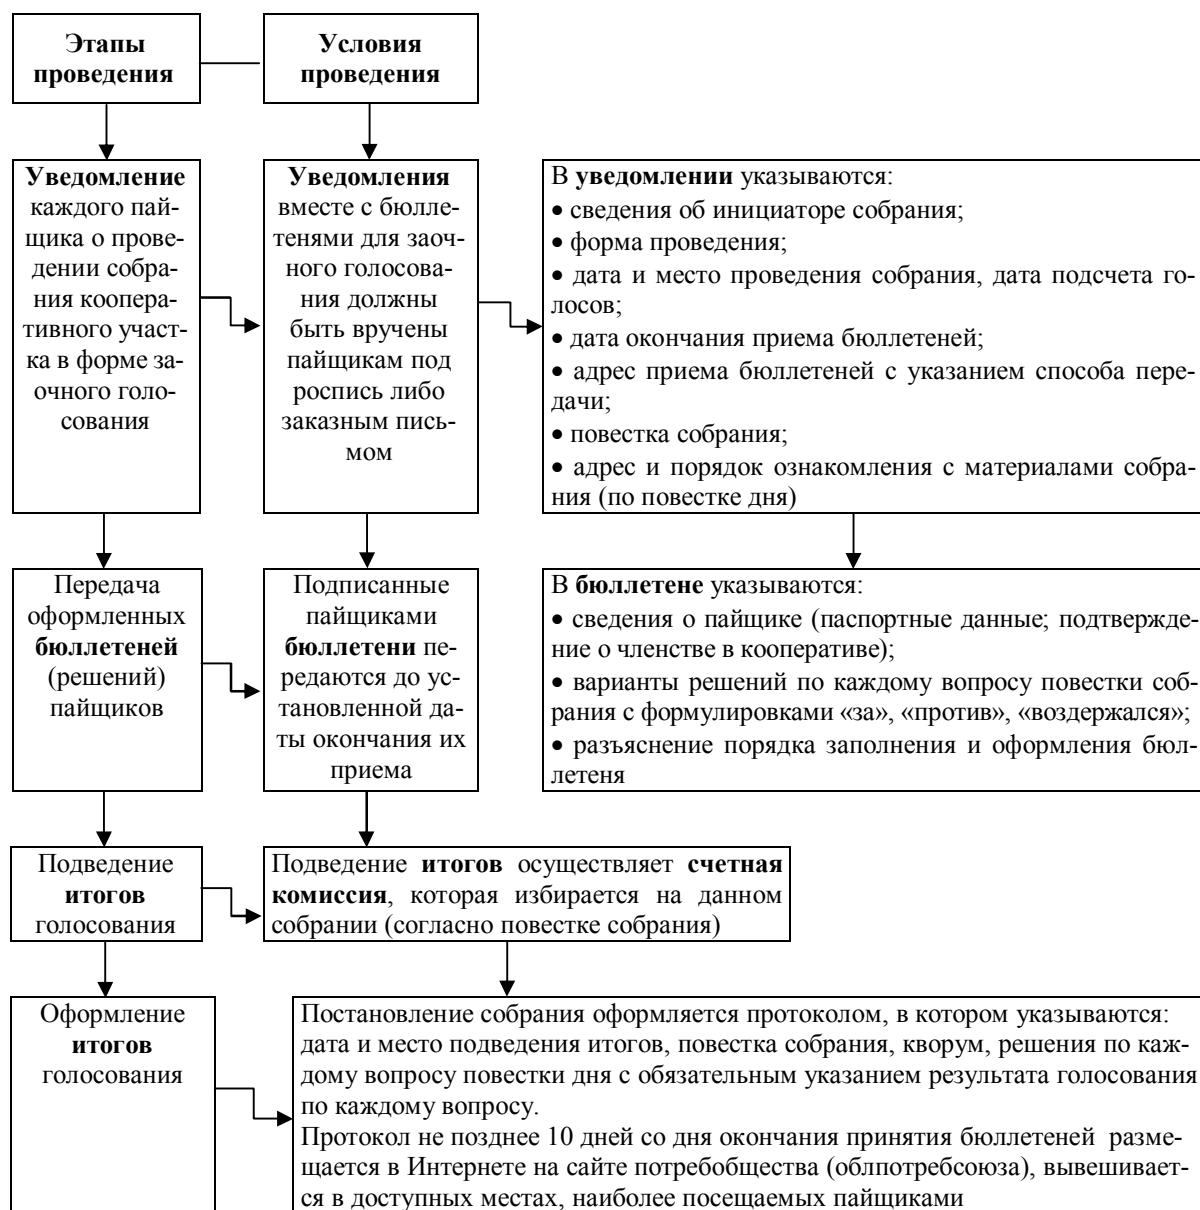 Этапы
проведения
Условия
проведения
Уведомление
каждого пай-
щика о прове-
дении собра-
ния коопера-
тивного участ-
ка в форме за-
очного голо-
сования
Уведомления
вместе с бюлле-
тенями для заоч-
ного голосова-
ния должны
быть вручены
пайщикам под
роспись либо
заказным пись-
мом
В уведомлении указываются:
• сведения об инициаторе собрания;
• форма проведения;
• дата и место проведения собрания, дата подсчета го-
лосов;
• дата окончания приема бюллетеней;
• адрес приема бюллетеней с указанием способа пере-
дачи;
• повестка собрания;
• адрес и порядок ознакомления с материалами собра-
ния (по повестке дня)
Передача
оформленных
бюллетеней
(решений)
пайщиков
Подписанные
пайщиками
бюллетени пе-
редаются до ус-
тановленной да-
ты окончания их
приема
В бюллетене указываются:
• сведения о пайщике (паспортные данные; подтвержде-
ние о членстве в кооперативе);
• варианты решений по каждому вопросу повестки соб-
рания с формулировками «за», «против», «воздержался»;
• разъяснение порядка заполнения и оформления бюл-
летеня
Подведение
итогов
голосования
Подведение итогов осуществляет счетная
комиссия, которая избирается на данном
собрании (согласно повестке собрания)
Оформление
итогов
голосования
Постановление собрания оформляется протоколом, в котором указываются:
дата и место подведения итогов, повестка собрания, кворум, решения по каж-
дому вопросу повестки дня с обязательным указанием результата голосования
по каждому вопросу.
Протокол не позднее 10 дней со дня окончания принятия бюллетеней разме-
щается в Интернете на сайте потребобщества (облпотребсоюза), вывешивает-
ся в доступных местах, наиболее посещаемых пайщиками